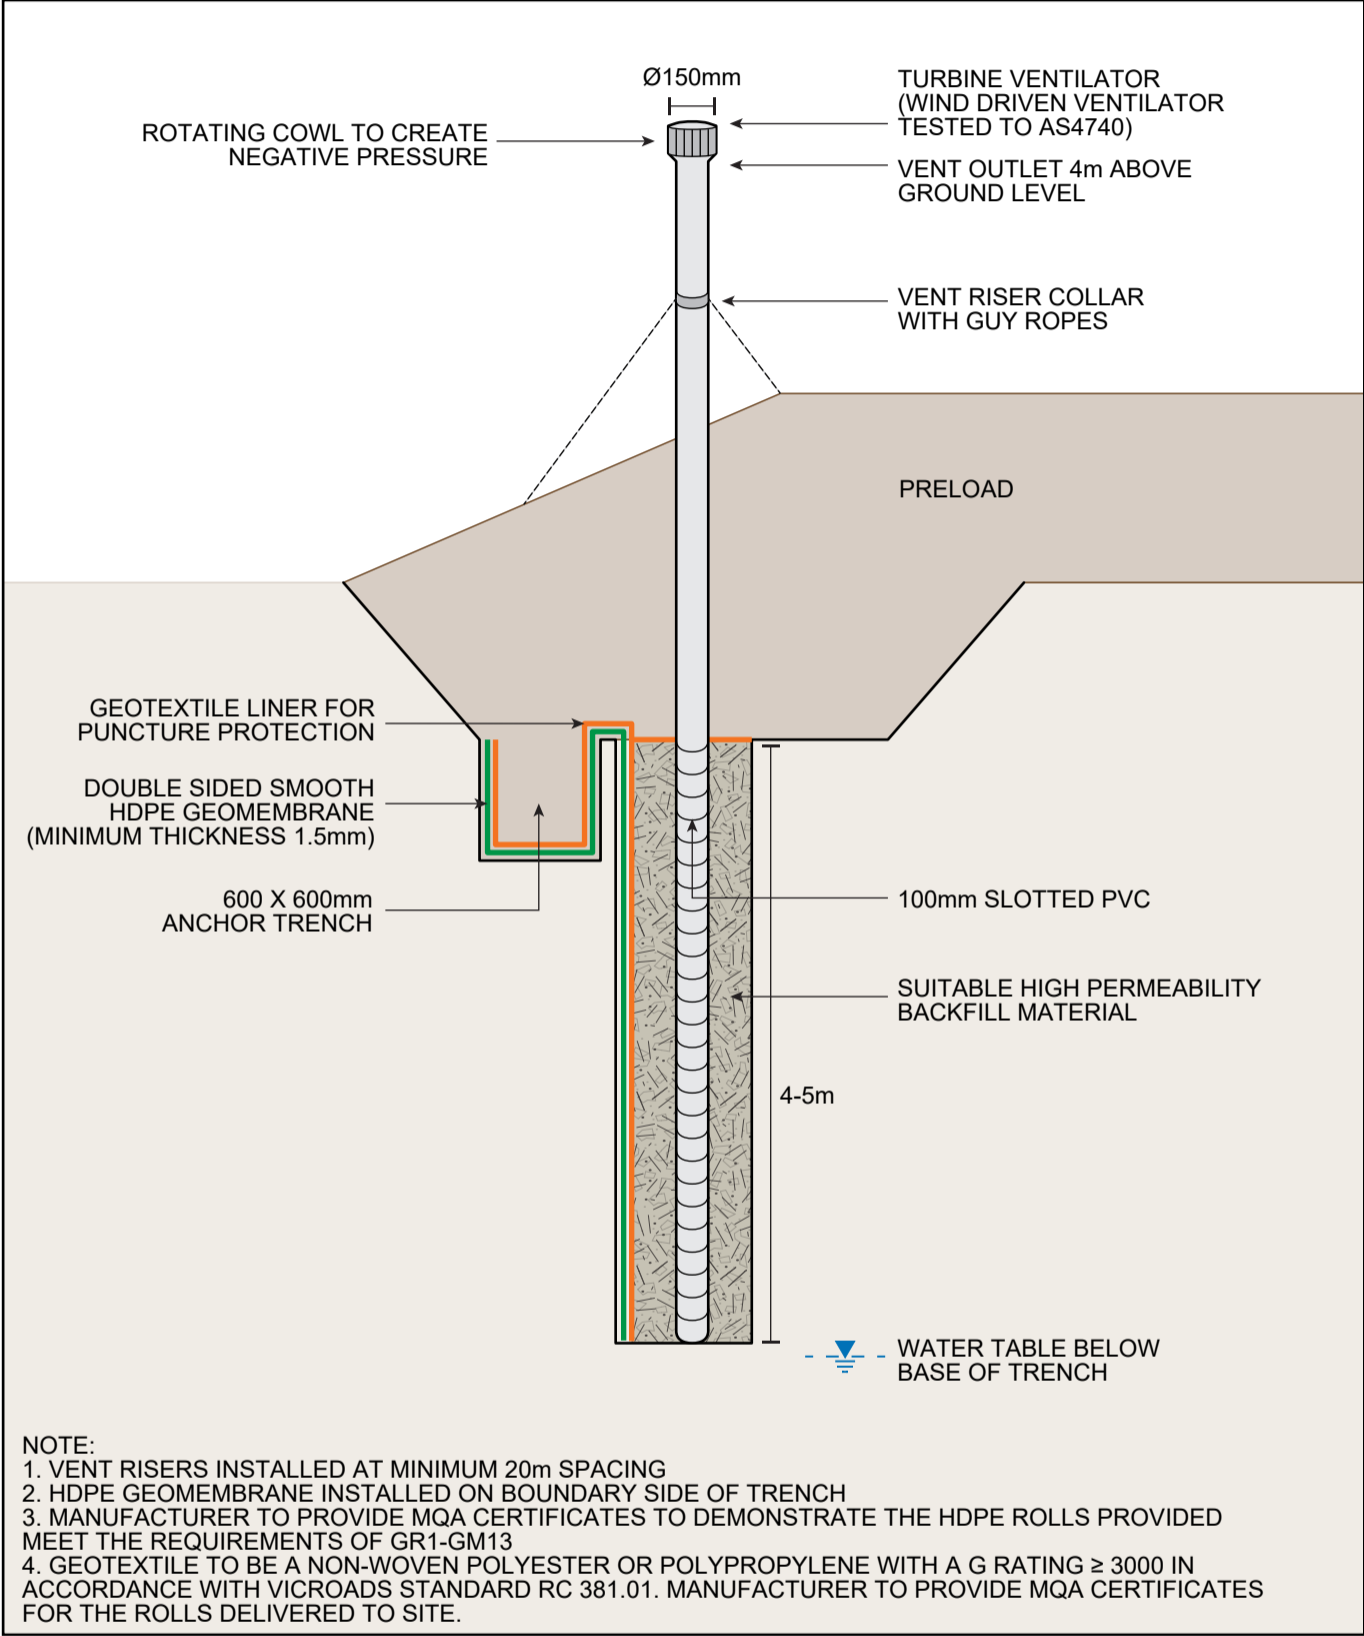 Ø150mm
TURBINE VENTILATOR
(WIND DRIVEN VENTILATOR
TESTED TO AS4740)
ROTATING COWL TO CREATE
NEGATIVE PRESSURE
VENT OUTLET 4m ABOVE
GROUND LEVEL
VENT RISER COLLAR
WITH GUY ROPES
PRELOAD
GEOTEXTILE LINER FOR
PUNCTURE PROTECTION
DOUBLE SIDED SMOOTH
HDPE GEOMEMBRANE
(MINIMUM THICKNESS 1.5mm)
600 X 600mm
ANCHOR TRENCH
100mm SLOTTED PVC
SUITABLE HIGH PERMEABILITY
BACKFILL MATERIAL
4-5m
WATER TABLE BELOW
BASE OF TRENCH
NOTE:
1. VENT RISERS INSTALLED AT MINIMUM 20m SPACING
2. HDPE GEOMEMBRANE INSTALLED ON BOUNDARY SIDE OF TRENCH
3. MANUFACTURER TO PROVIDE MQA CERTIFICATES TO DEMONSTRATE THE HDPE ROLLS PROVIDED
MEET THE REQUIREMENTS OF GR1-GM13
4. GEOTEXTILE TO BE A NON-WOVEN POLYESTER OR POLYPROPYLENE WITH A G RATING ≥ 3000 IN
ACCORDANCE WITH VICROADS STANDARD RC 381.01. MANUFACTURER TO PROVIDE MQA CERTIFICATES
FOR THE ROLLS DELIVERED TO SITE.